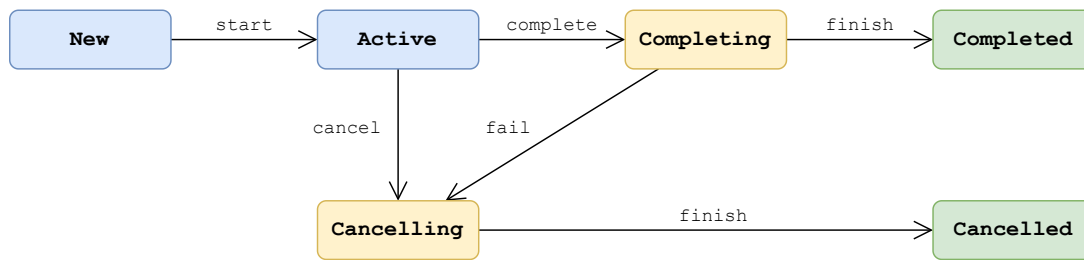 New
start
Active
complete
Completing
finish
Completed
cancel
fail
Cancelling
finish
Cancelled